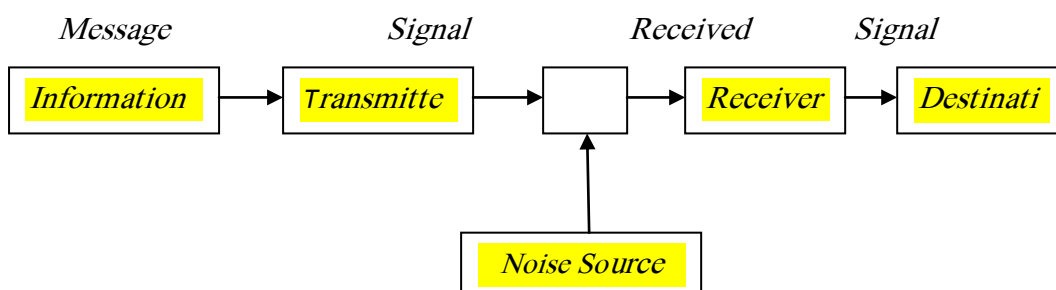 Message Signal Received Signal
Information Transmitte Receiver Destinati
Noise Source